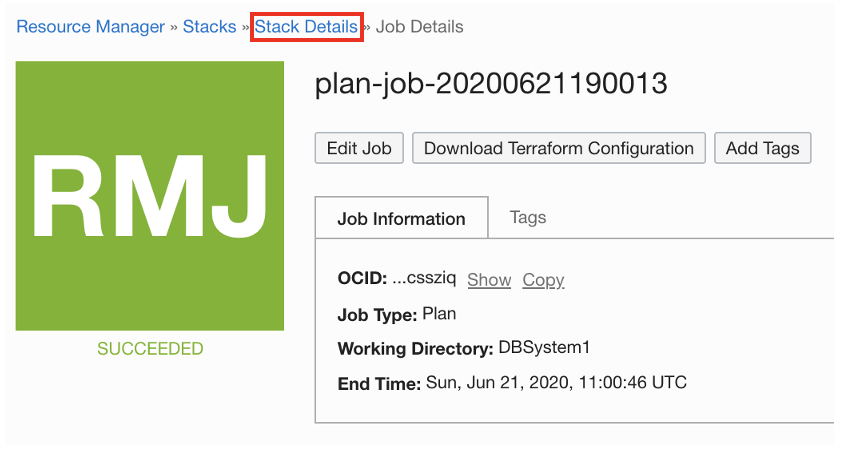 Resource Manager » Stacks » Stack Details » Job Details
RMJ
SUCCEEDED
plan-job-20200621190013
Edit Job Download Terraform Configuration Add Tags
Job Information Tags
OCID: ...cssziq Show Copy
Job Type: Plan
Working Directory: DBSystem1
End Time: Sun, Jun 21, 2020, 11:00:46 UTC